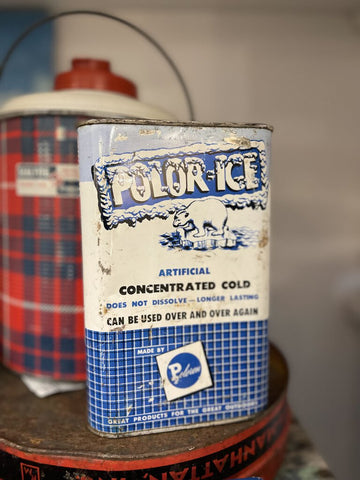 POLOR-ICE
ARTIFICIAL
CONCENTRATED COLD
DOES NOT DISSOLVE - LONGER LASTING
CAN BE USED OVER AND OVER AGAIN
MADE BY
GREAT PRODUCTS FOR THE GREAT OUTDOORS
MANHATTAN